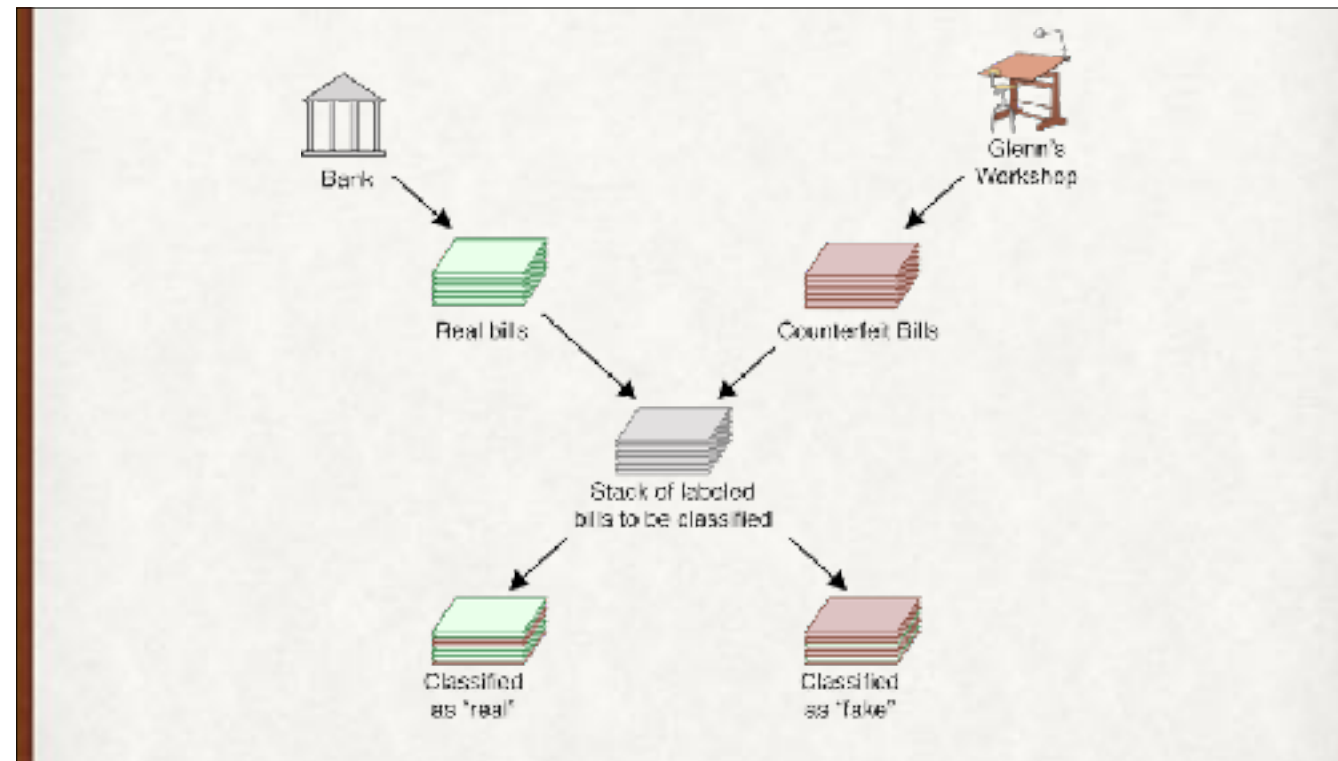 Bank
Glenn's
Workshop
Real bills
Counterfeit Bills
Stack of labeled
bills to be classified
Classified
as "real"
Classified
as "fake"